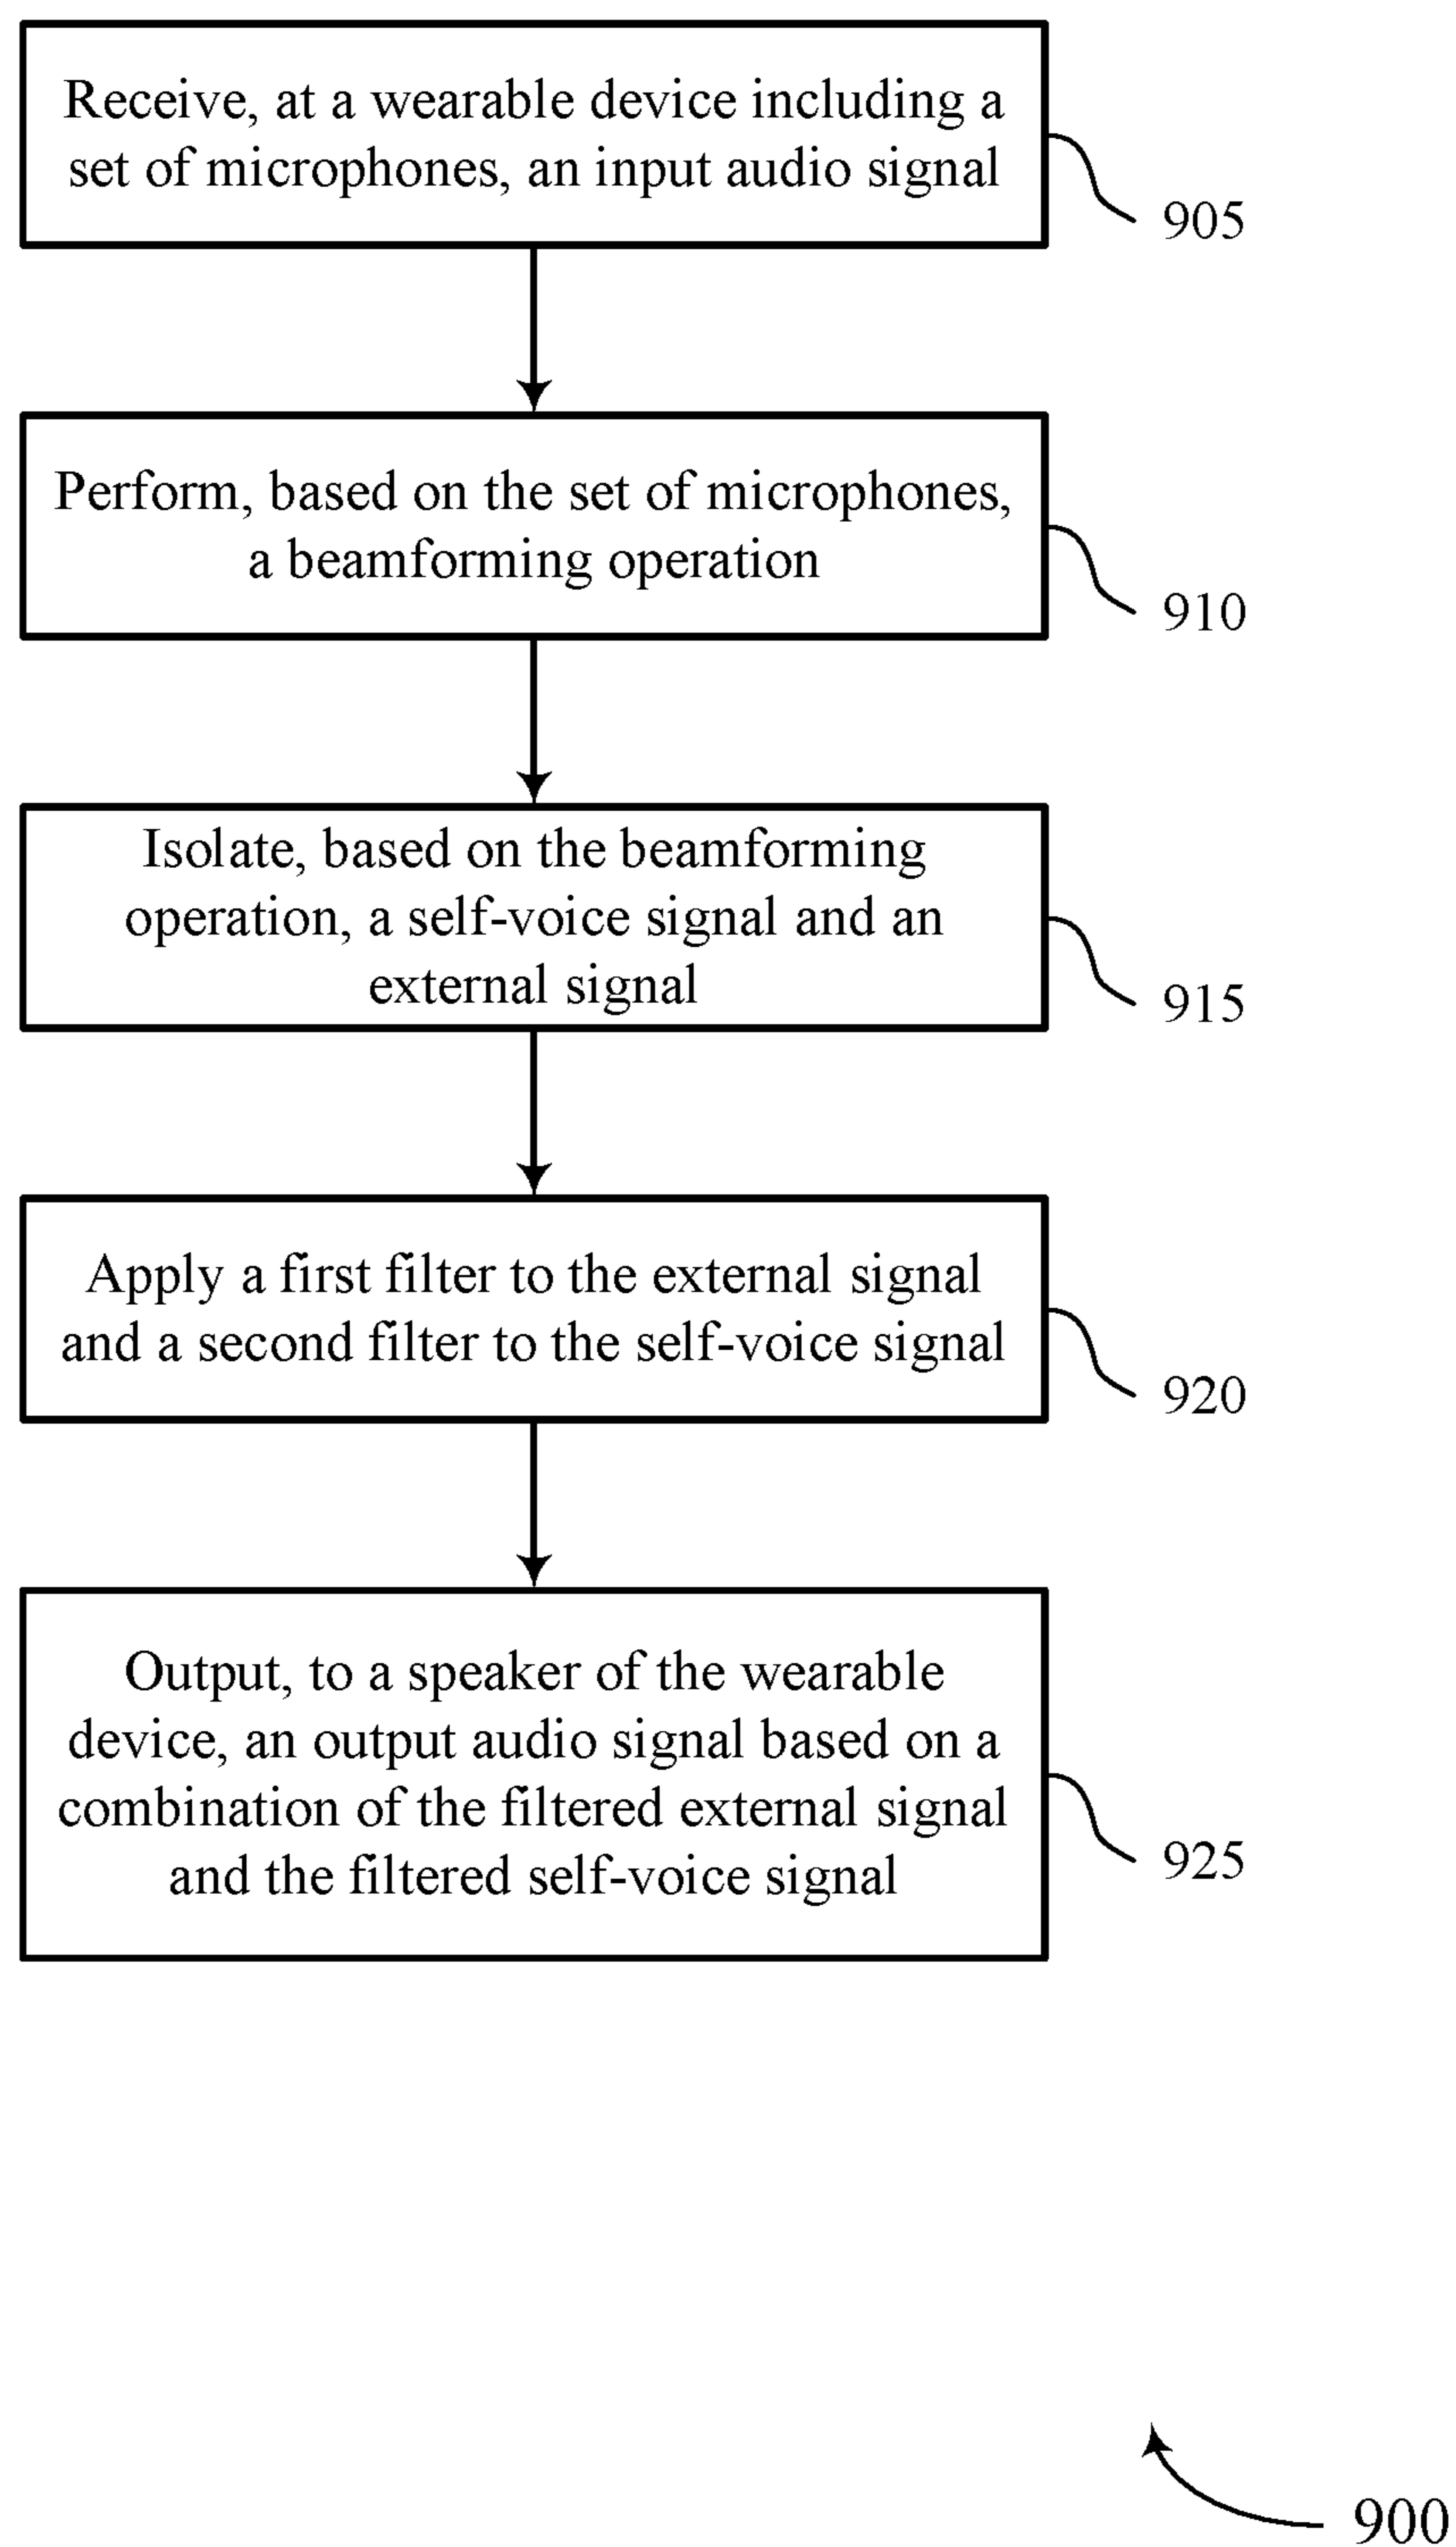 Receive, at a wearable device including a
set of microphones, an input audio signal
905
Perform, based on the set of microphones,
a beamforming operation
910
Isolate, based on the beamforming
operation, a self-voice signal and an
external signal
915
Apply a first filter to the external signal
and a second filter to the self-voice signal
920
Output, to a speaker of the wearable
device, an output audio signal based on a
combination of the filtered external signal
and the filtered self-voice signal
925
900